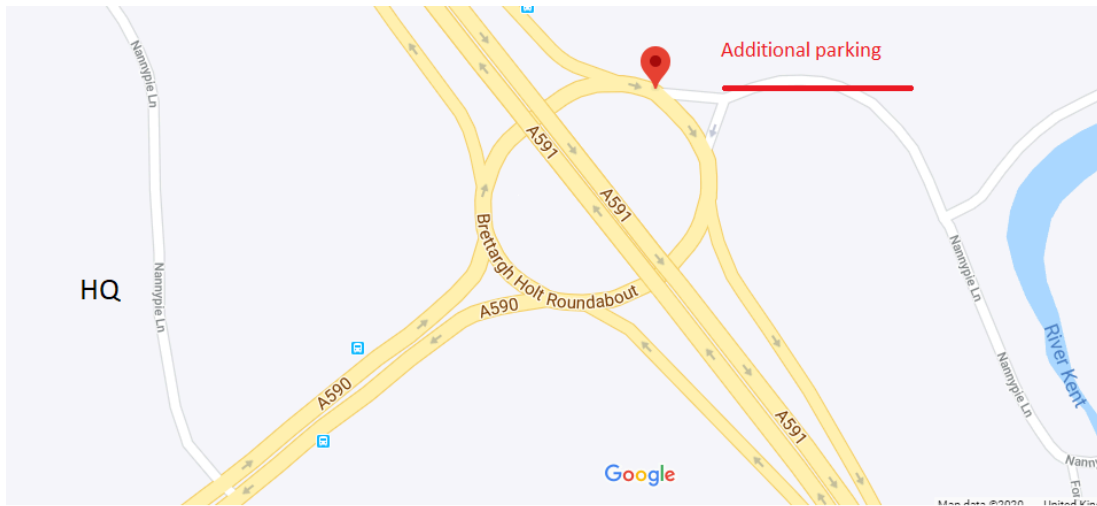 Additional parking
Nannypie Ln
A591
A591
Nannypie Ln
HQ
Brettargh Holt Roundabout
A590
Nannypie Ln
A590
River Kent
A591
Nannypie Ln
Google
Map data ©2020